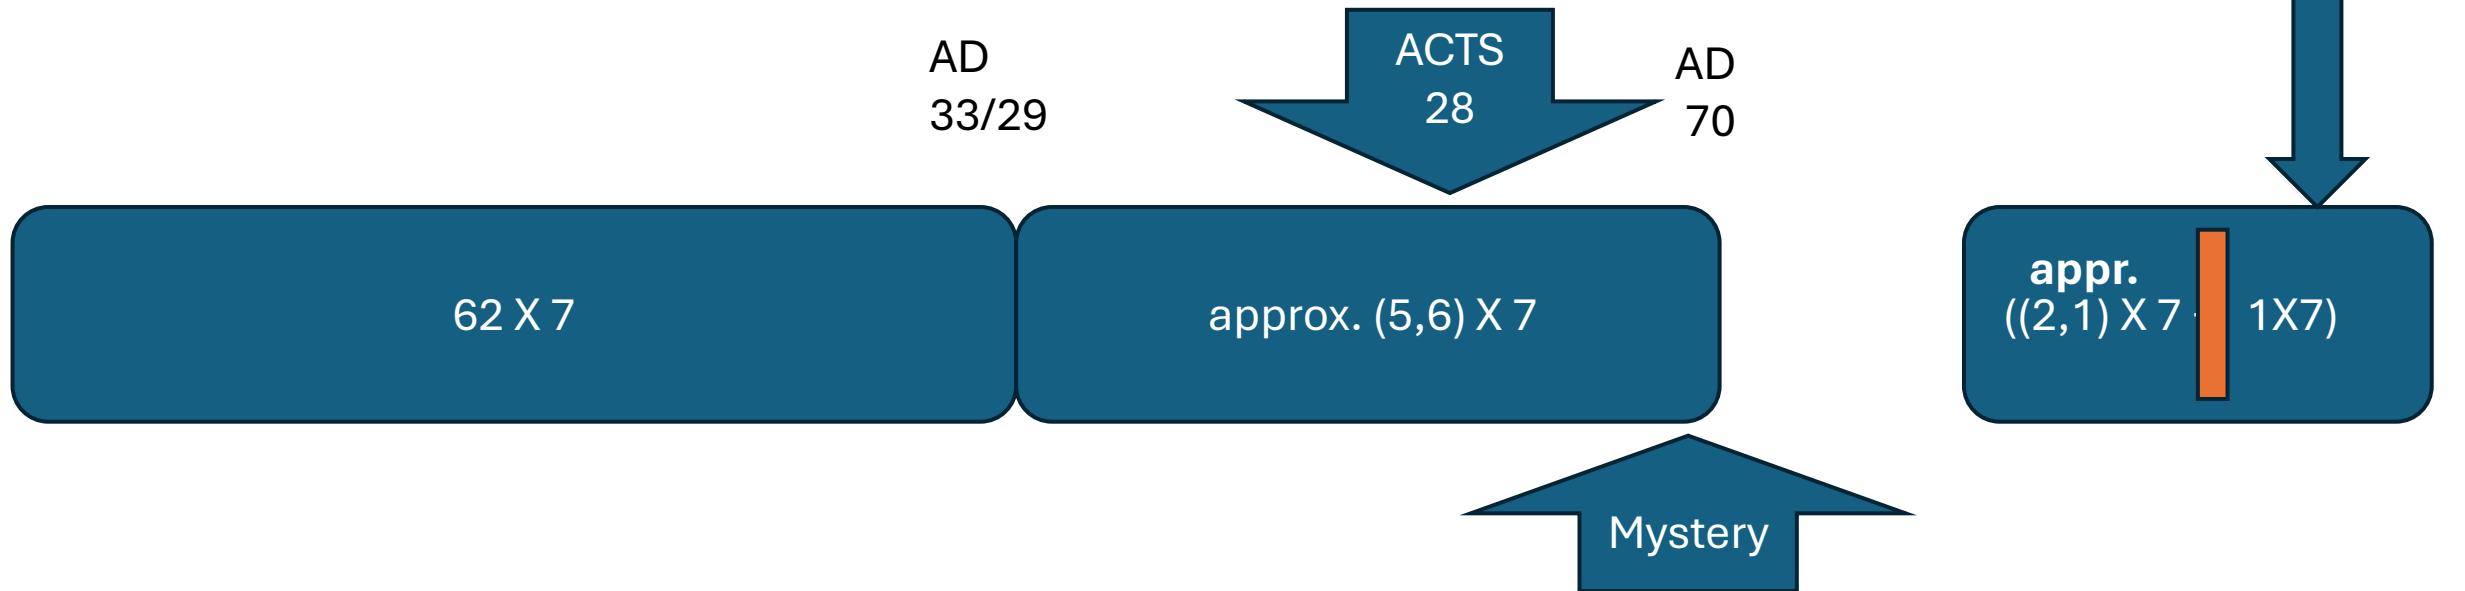 AD
33/29
ACTS
28
AD
70
62 X 7
approx. (5,6) X 7
appr.
((2,1) X 7 1X7)
Mystery